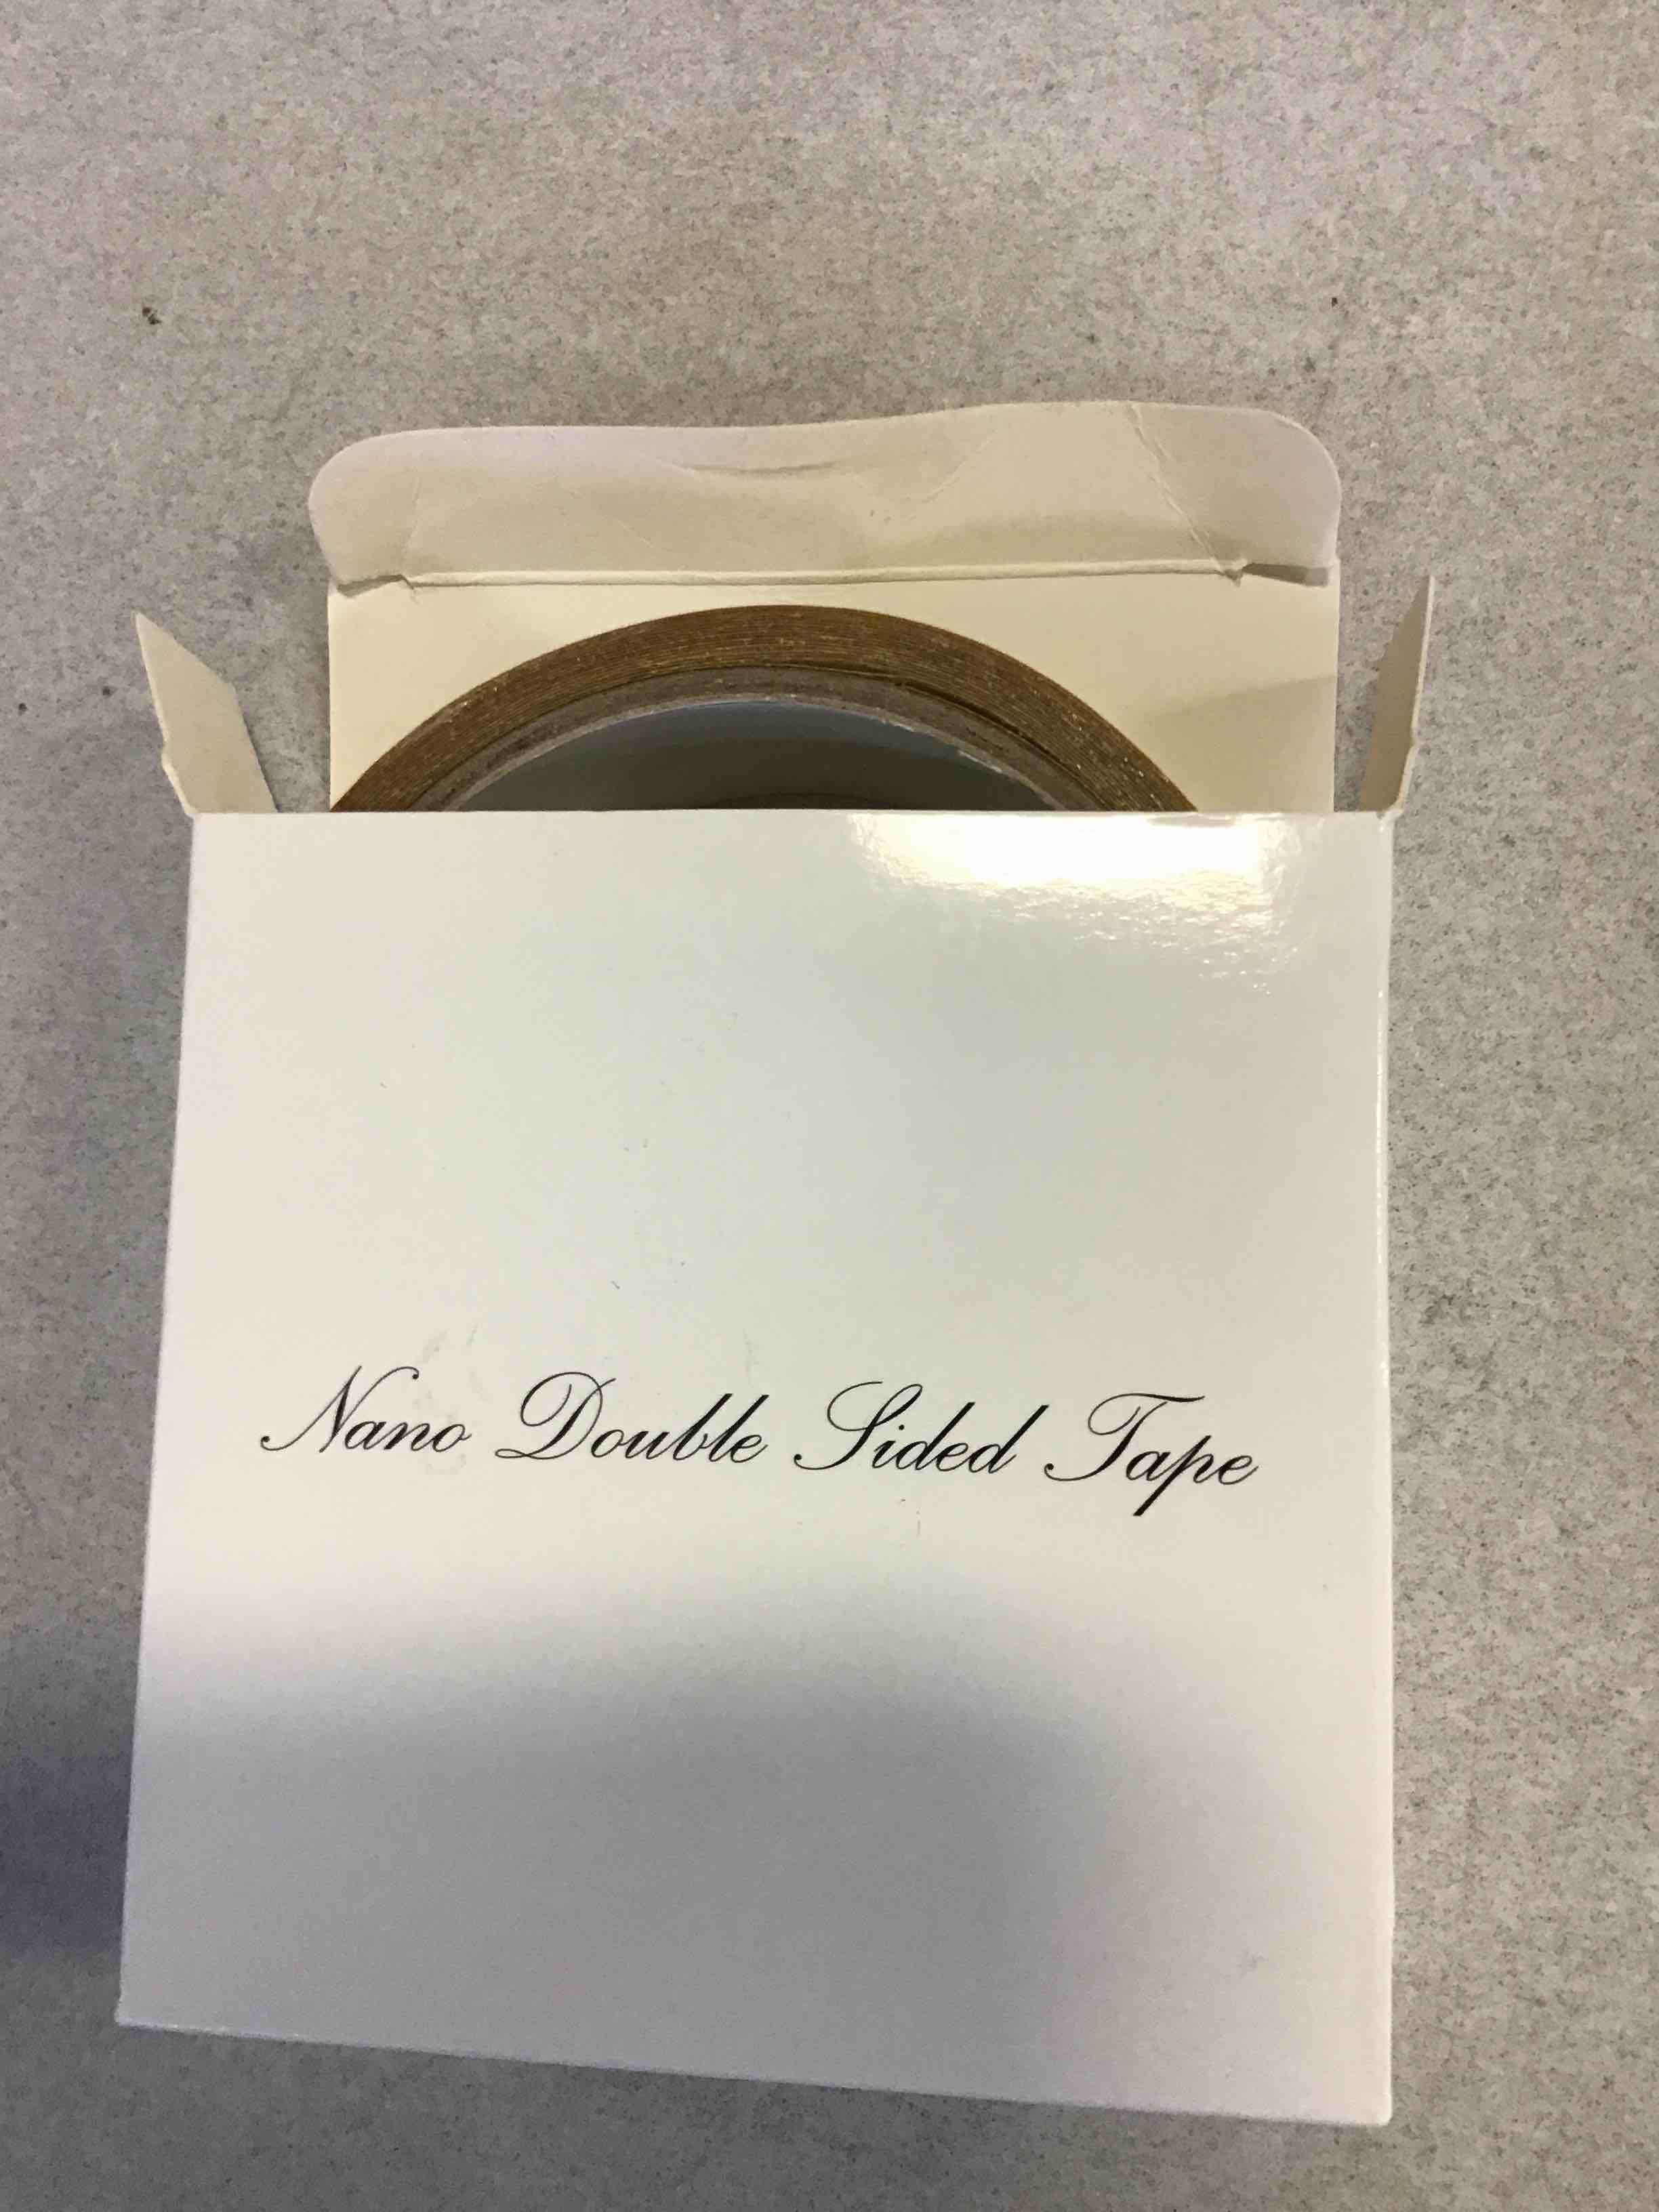 Nano Double Sided Tape